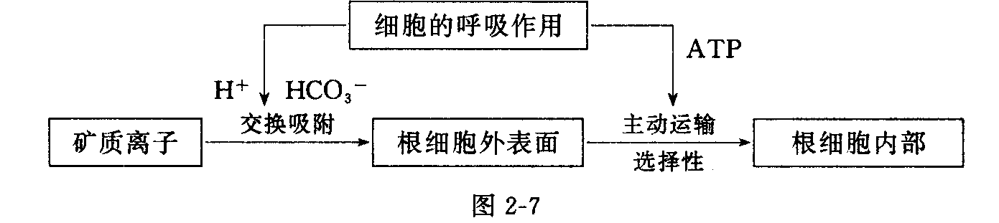 细胞的呼吸作用
ATP
H⁺ HCO₃⁻
交换吸附
主动运输
矿质离子
根细胞外表面
根细胞内部
选择性
图 2-7